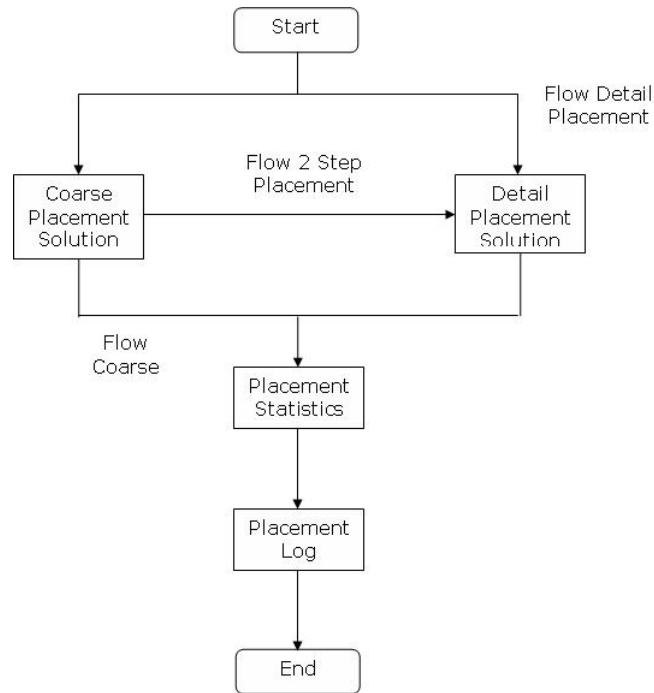 Start
Flow Detail
Placement
Flow 2 Step
Placement
Coarse
Placement
Solution
Detail
Placement
Solution
Flow
Coarse
Placement
Statistics
Placement
Log
End